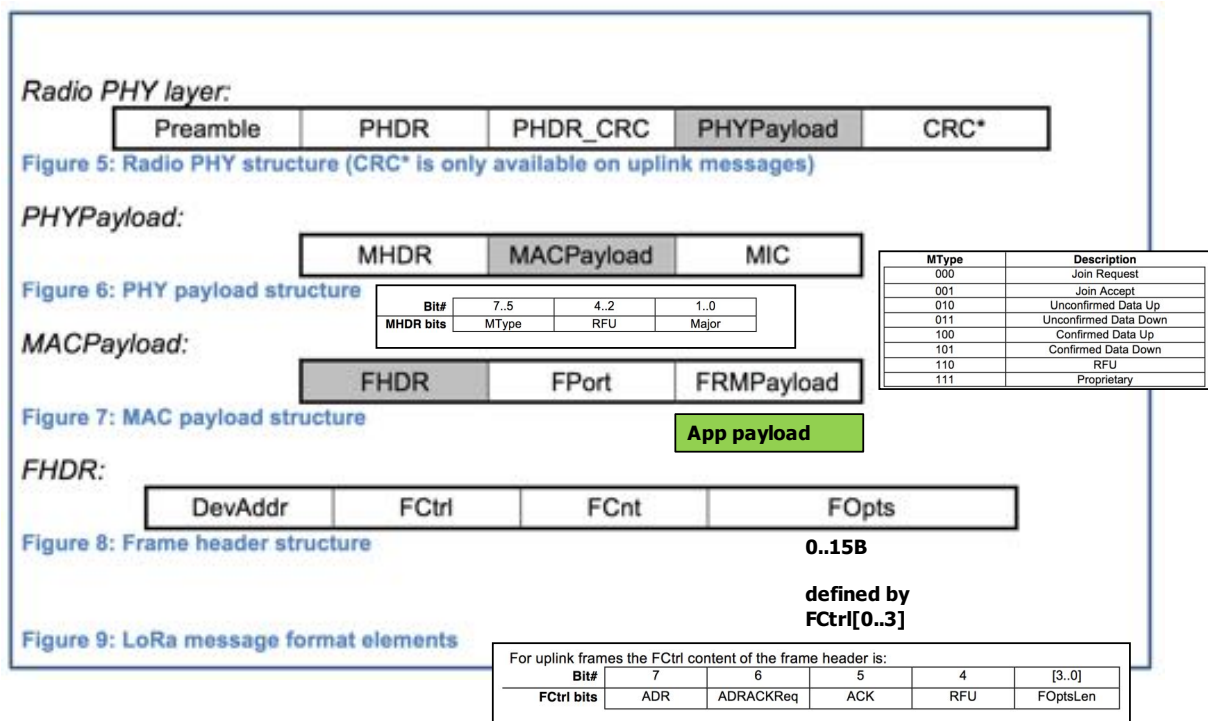 Radio PHY layer:
Preamble PHDR PHDR_CRC PHYPayload CRC*
Figure 5: Radio PHY structure (CRC* is only available on uplink messages)
PHYPayload:
MHDR MACPayload MIC
Figure 6: PHY payload structure
Bit# 7..5 4..2 1..0
MHDR bits MType RFU Major
MType Description
000 Join Request
001 Join Accept
010 Unconfirmed Data Up
011 Unconfirmed Data Down
100 Confirmed Data Up
101 Confirmed Data Down
110 RFU
111 Proprietary
MACPayload:
FHDR FPort FRMPayload
Figure 7: MAC payload structure
App payload
FHDR:
DevAddr FCtrl FCnt FOpts
Figure 8: Frame header structure
0..15B
defined by
FCtrl[0..3]
Figure 9: LoRa message format elements
For uplink frames the FCtrl content of the frame header is:
Bit# 7 6 5 4 [3..0]
FCtrl bits ADR ADRACKReq ACK RFU FOptsLen